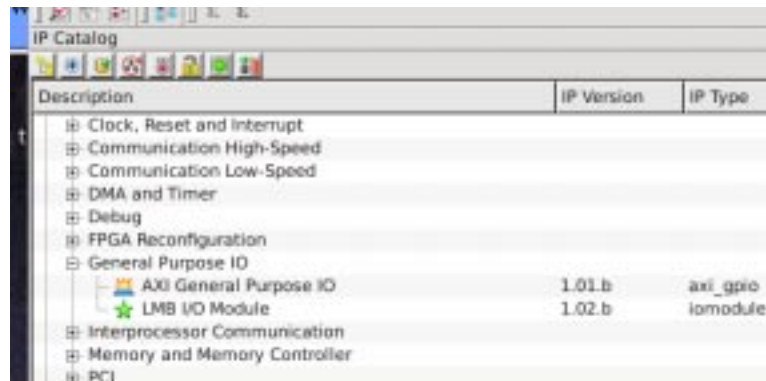 IP Catalog
Description IP Version IP Type
Clock, Reset and Interrupt
Communication High-Speed
Communication Low-Speed
DMA and Timer
Debug
FPGA Reconfiguration
General Purpose IO
AXI General Purpose IO 1.01.b axi_gpio
LMB I/O Module 1.02.b iomodule
Interprocessor Communication
Memory and Memory Controller
PCI